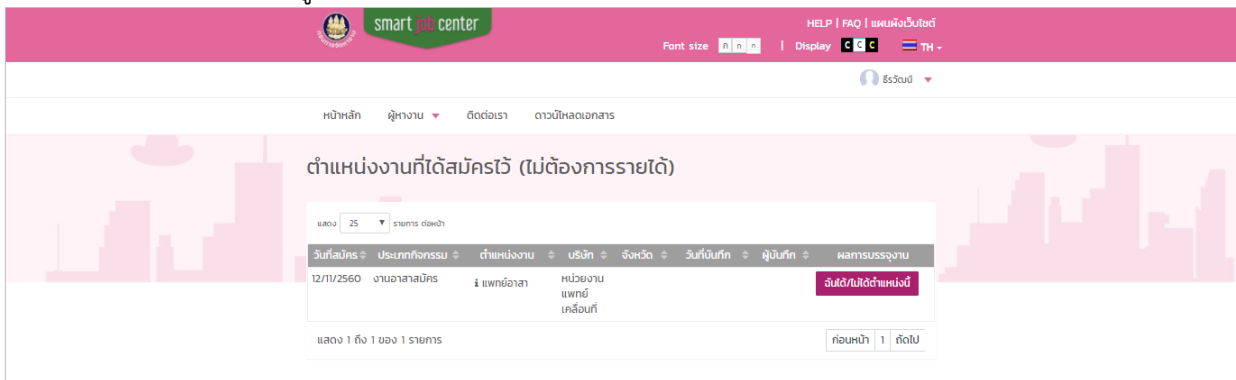 smart job center
HELP | FAQ | แผนผังเว็บไซต์
Font size ก ก ก | Display C C C TH
ธีรวัฒน์
หน้าหลัก ผู้หางาน ติดต่อเรา ดาวน์โหลดเอกสาร
ตำแหน่งงานที่ได้สมัครไว้ (ไม่ต้องการรายได้)
แสดง 25 รายการ ต่อหน้า
วันที่สมัคร ประเภทกิจกรรม ตำแหน่งงาน บริษัท จังหวัด วันที่บันทึก ผู้บันทึก ผลการบรรจุงาน
12/11/2560 งานอาสาสมัคร i แพทย์อาสา หน่วยงาน ฉันได้/ไม่ได้ตำแหน่งนี้
แพทย์
เคลื่อนที่
แสดง 1 ถึง 1 ของ 1 รายการ ก่อนหน้า 1 ถัดไป